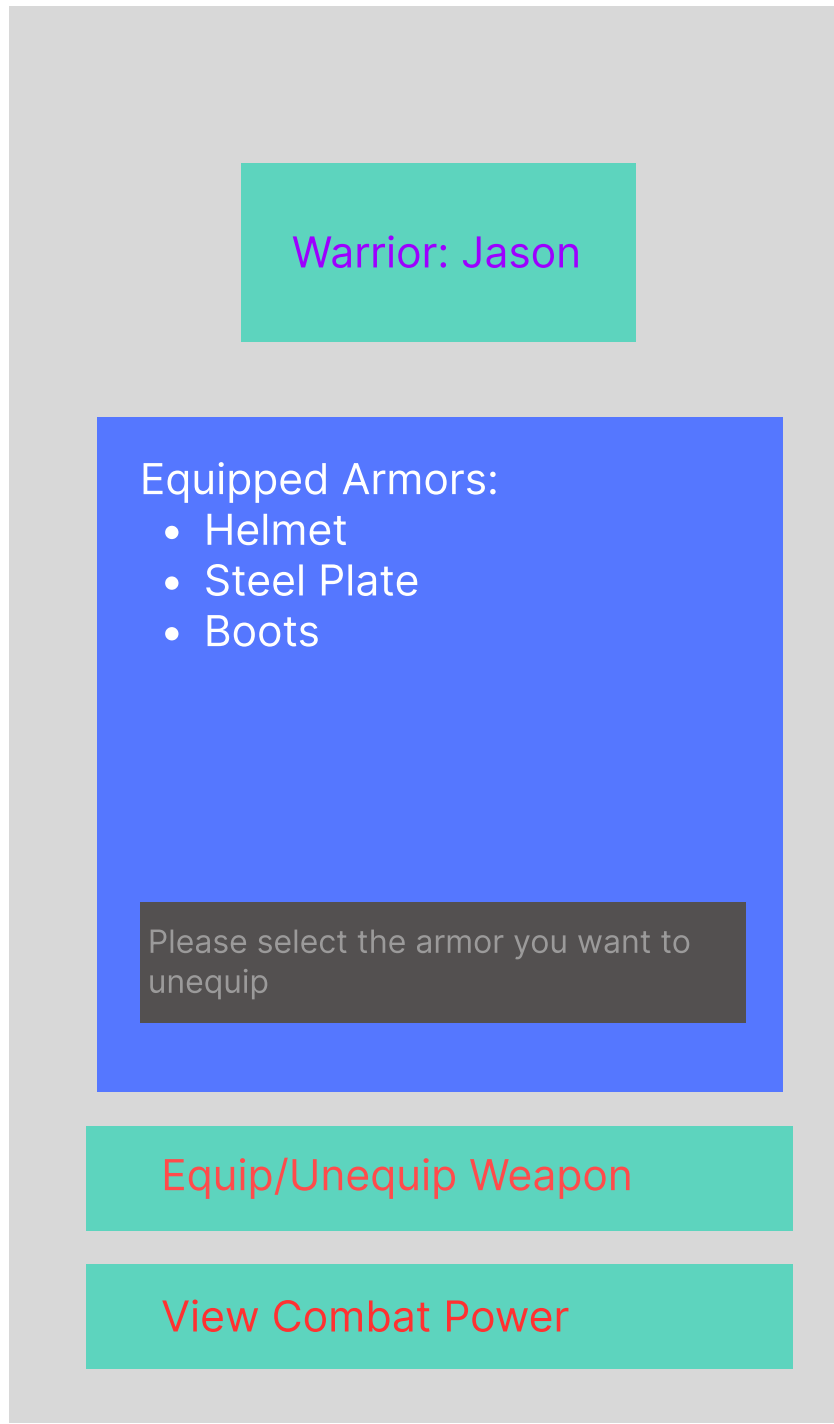 Warrior: Jason
Equipped Armors:
• Helmet
• Steel Plate
• Boots
Please select the armor you want to
unequip
Equip/Unequip Weapon
View Combat Power